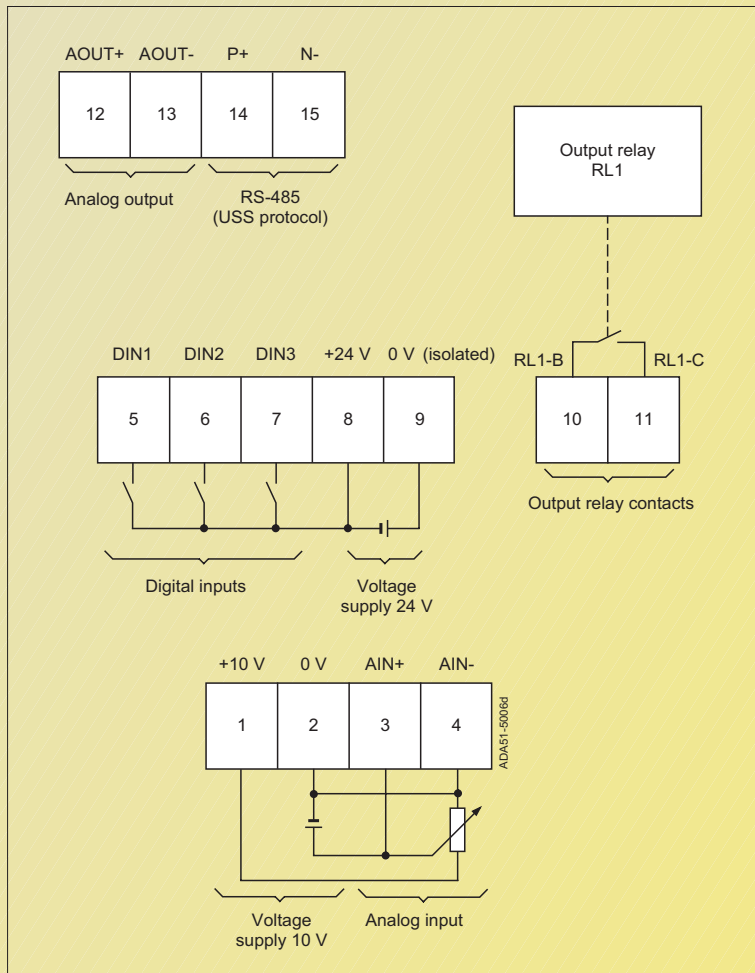 AOUT+ AOUT- P+ N-
12 13 14 15
Analog output
RS-485
(USS protocol)
Output relay
RL1
RL1-B RL1-C
10 11
Output relay contacts
DIN1 DIN2 DIN3 +24 V 0 V (isolated)
5 6 7 8 9
Digital inputs
Voltage
supply 24 V
+10 V 0 V AIN+ AIN-
1 2 3 4
ADA51-5006d
Voltage
supply 10 V
Analog input